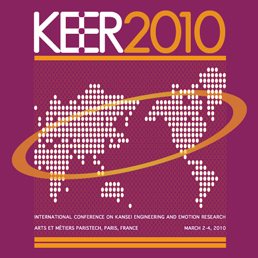 KEER2010
INTERNATIONAL CONFERENCE ON KANSEI ENGINEERING AND EMOTION RESEARCH
ARTS ET MÉTIERS PARISTECH, PARIS, FRANCE MARCH 2-4, 2010